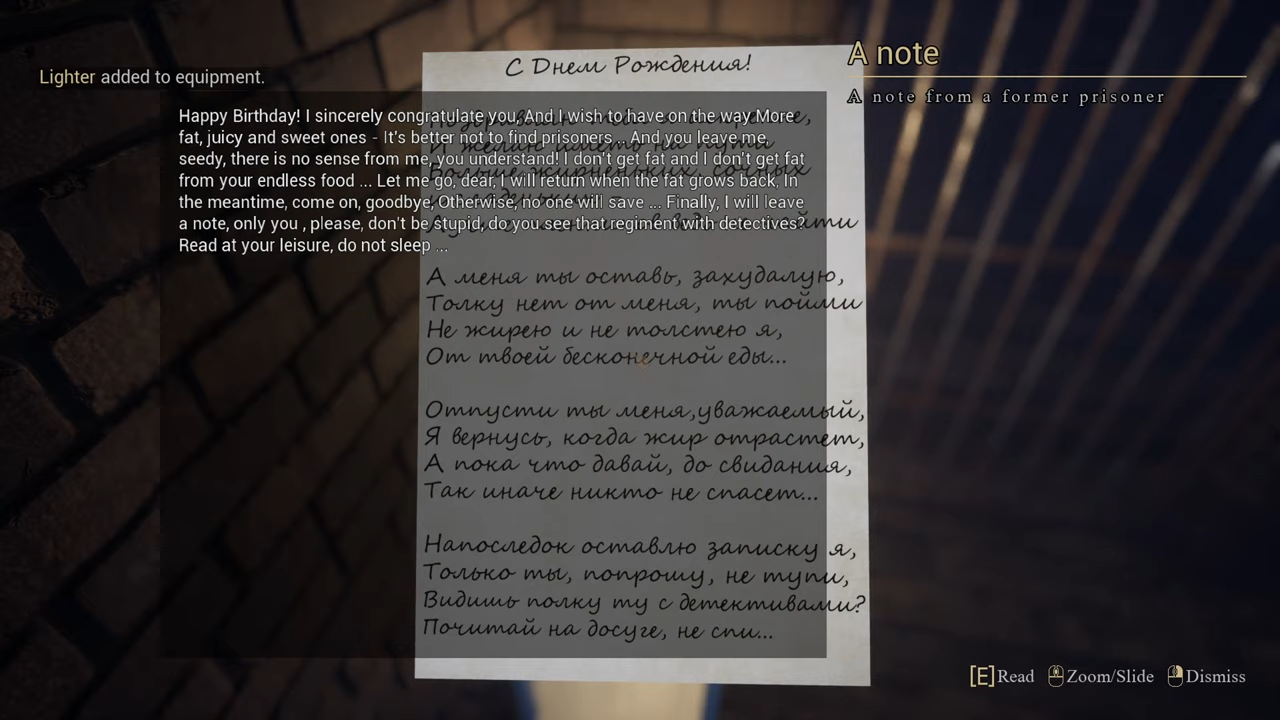 Lighter added to equipment.
A note
A note from a former prisoner
Happy Birthday! I sincerely congratulate you, And I wish to have on the way More
fat, juicy and sweet ones - It's better not to find prisoners ... And you leave me,
seedy, there is no sense from me, you understand! I don't get fat and I don't get fat
from your endless food ... Let me go, dear, I will return when the fat grows back, In
the meantime, come on, goodbye, Otherwise, no one will save ... Finally, I will leave
a note, only you , please, don't be stupid, do you see that regiment with detectives?
Read at your leisure, do not sleep ...
С Днем Рождения!
И желаю иметь на пути
Больше жирненьких, сочных
А меня ты оставь, захудалую,
Толку нет от меня, ты пойми
Не жирею и не толстею я,
От твоей бесконечной еды...
Отпусти ты меня,уважаемый,
Я вернусь, когда жир отрастет,
А пока что давай, до свидания,
Так иначе никто не спасет...
Напоследок оставлю записку я,
Только ты, попрошу, не тупи,
Видишь полку ту с детективами?
Почитай на досуге, не спи...
[E]Read
Zoom/Slide
Dismiss